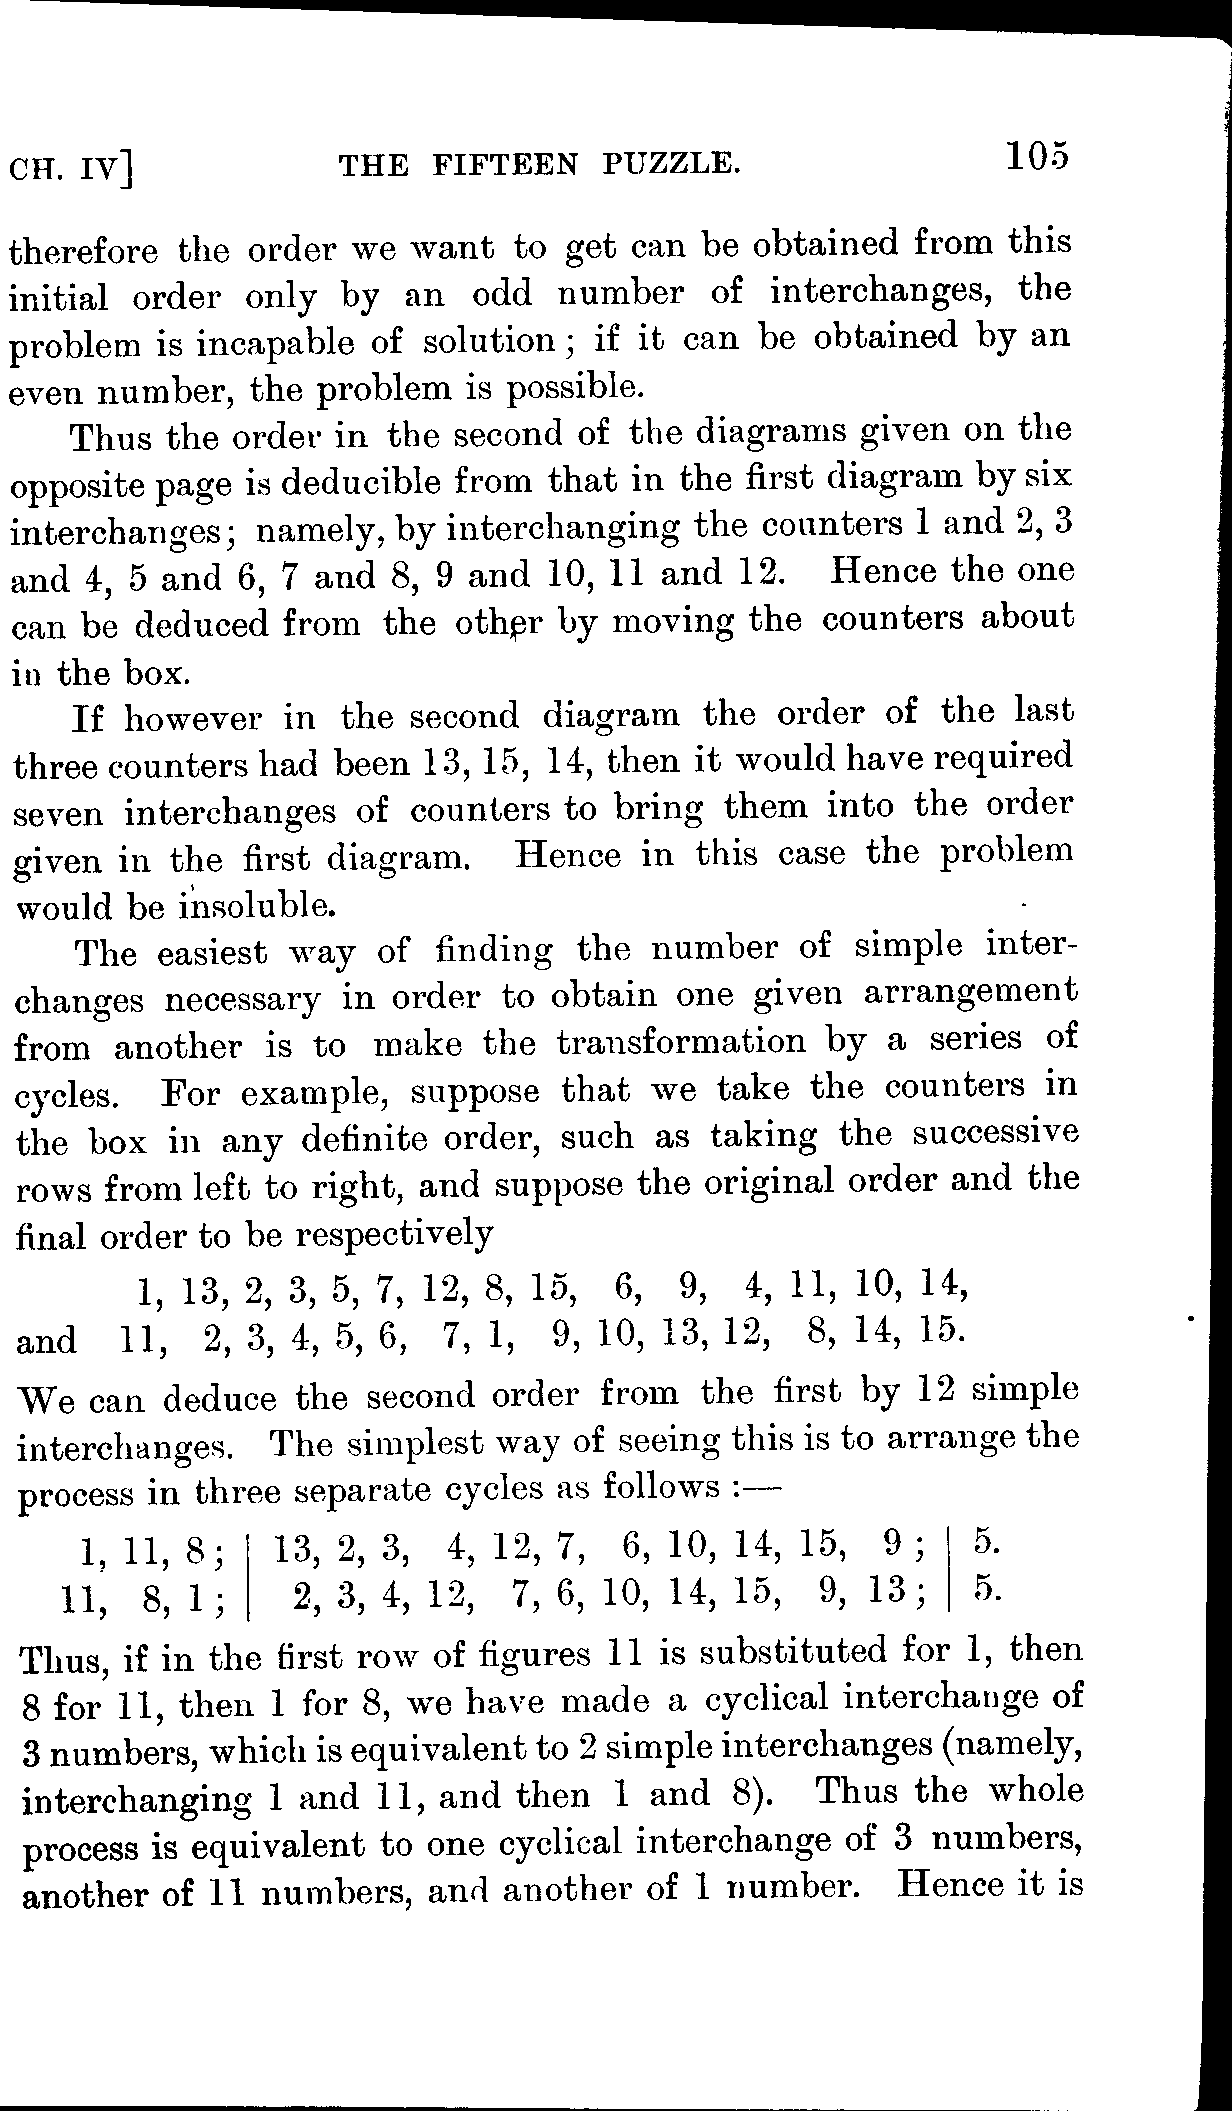 CH. IV] THE FIFTEEN PUZZLE. 105
therefore the order we want to get can be obtained from this
initial order only by an odd number of interchanges, the
problem is incapable of solution ; if it can be obtained by an
even number, the problem is possible.
Thus the order in the second of the diagrams given on the
opposite page is deducible from that in the first diagram by six
interchanges; namely, by interchanging the counters 1 and 2, 3
and 4, 5 and 6, 7 and 8, 9 and 10, 11 and 12. Hence the one
can be deduced from the other by moving the counters about
in the box.
If however in the second diagram the order of the last
three counters had been 13, 15, 14, then it would have required
seven interchanges of counters to bring them into the order
given in the first diagram. Hence in this case the problem
would be insoluble.
The easiest way of finding the number of simple inter-
changes necessary in order to obtain one given arrangement
from another is to make the transformation by a series of
cycles. For example, suppose that we take the counters in
the box in any definite order, such as taking the successive
rows from left to right, and suppose the original order and the
final order to be respectively
1, 13, 2, 3, 5, 7, 12, 8, 15, 6, 9, 4, 11, 10, 14,
and 11, 2, 3, 4, 5, 6, 7, 1, 9, 10, 13, 12, 8, 14, 15.
We can deduce the second order from the first by 12 simple
interchanges. The simplest way of seeing this is to arrange the
process in three separate cycles as follows :—
1, 11, 8 ; | 13, 2, 3, 4, 12, 7, 6, 10, 14, 15, 9 ; | 5.
11, 8, 1 ; | 2, 3, 4, 12, 7, 6, 10, 14, 15, 9, 13 ; | 5.
Thus, if in the first row of figures 11 is substituted for 1, then
8 for 11, then 1 for 8, we have made a cyclical interchange of
3 numbers, which is equivalent to 2 simple interchanges (namely,
interchanging 1 and 11, and then 1 and 8). Thus the whole
process is equivalent to one cyclical interchange of 3 numbers,
another of 11 numbers, and another of 1 number. Hence it is